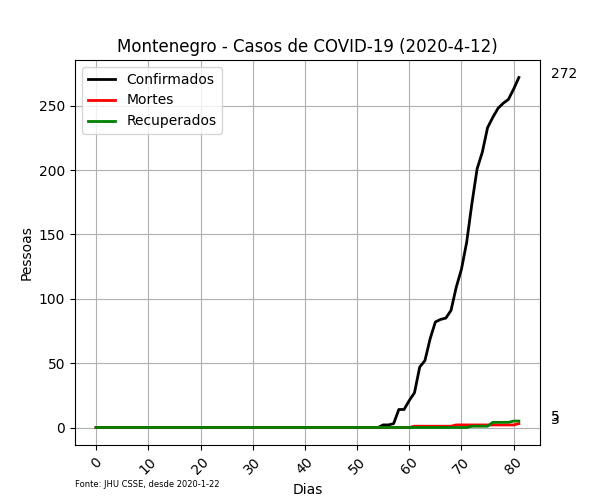 Montenegro - Casos de COVID-19 (2020-4-12)
Confirmados
Mortes
Recuperados
272
5
3
250
200
150
100
50
0
Pessoas
0 10 20 30 40 50 60 70 80
Dias
Fonte: JHU CSSE, desde 2020-1-22